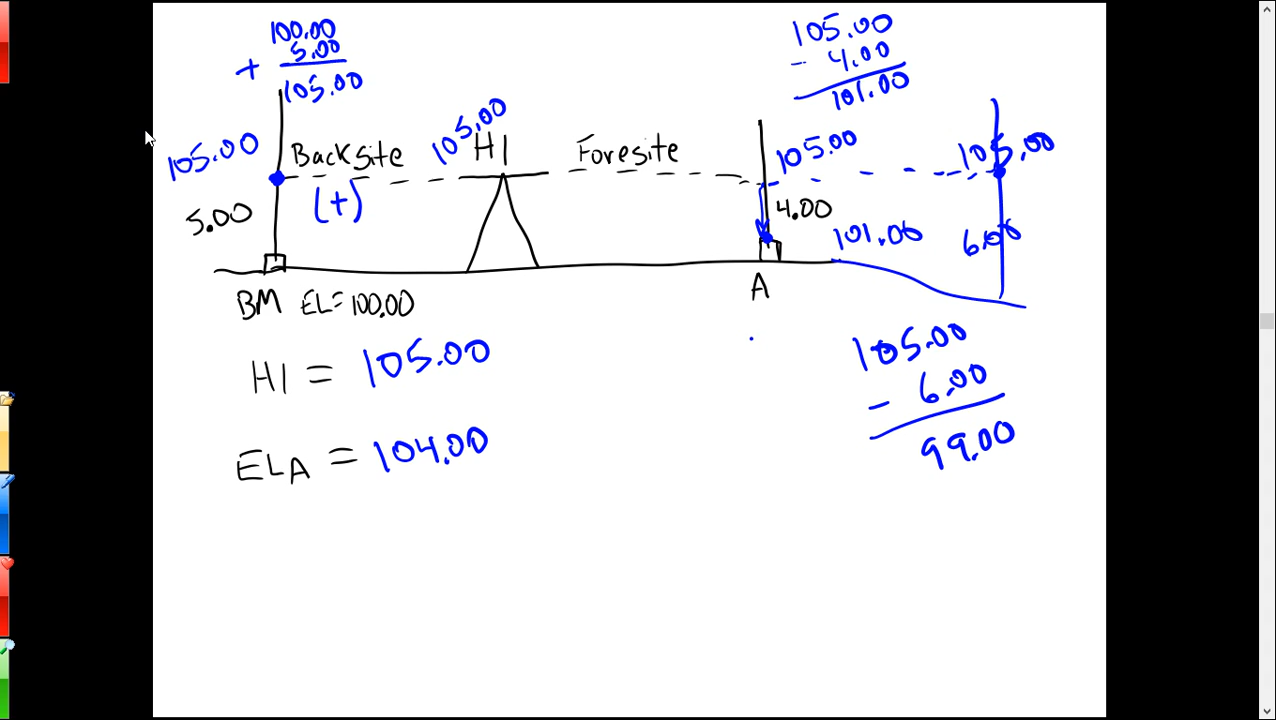 100.00
+ 5.00
105.00
105.00
- 4.00
101.00
105.00
Backsite
105.00
HI
Foresite
105.00
105.00
(+)
5.00
4.00
101.00
6.00
BM EL=100.00
A
HI = 105.00
105.00
- 6.00
99.00
ELA = 104.00